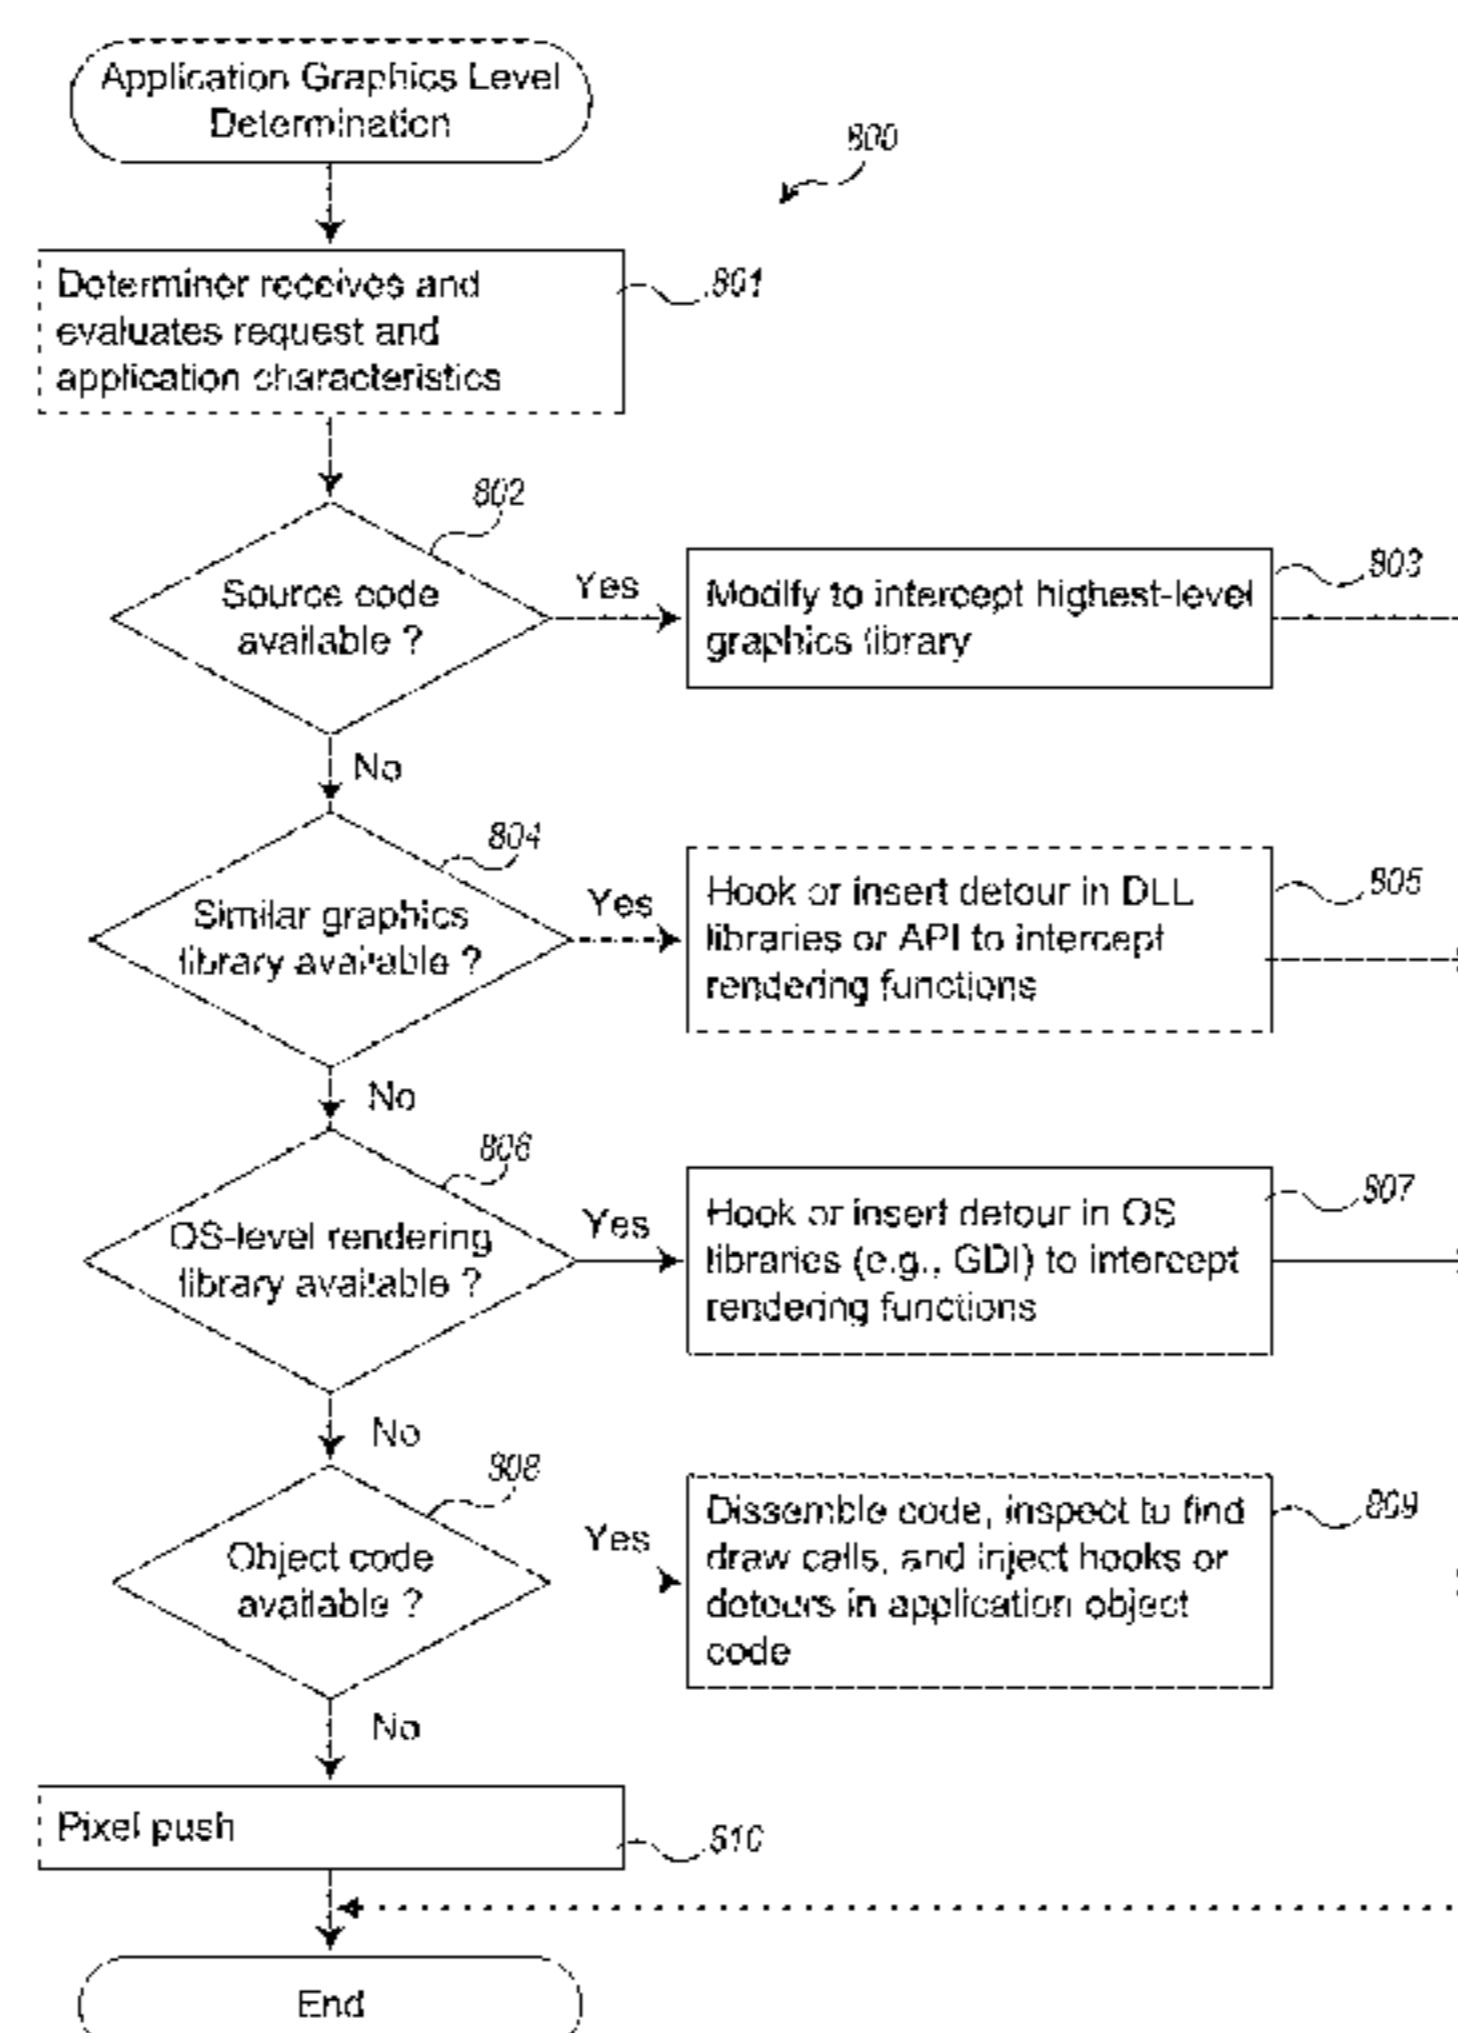 Application Graphics Level
Determination
800
Determiner receives and
evaluates request and
application characteristics
801
802
Source code
available ?
Yes
Modify to intercept highest-level
graphics library
803
No
804
Similar graphics
library available ?
Yes
Hook or insert detour in DLL
libraries or API to intercept
rendering functions
805
No
806
OS-level rendering
library available ?
Yes
Hook or insert detour in OS
libraries (e.g., GDI) to intercept
rendering functions
807
No
808
Object code
available ?
Yes
Dissemble code, inspect to find
draw calls, and inject hooks or
detours in application object
code
809
No
Pixel push
810
End